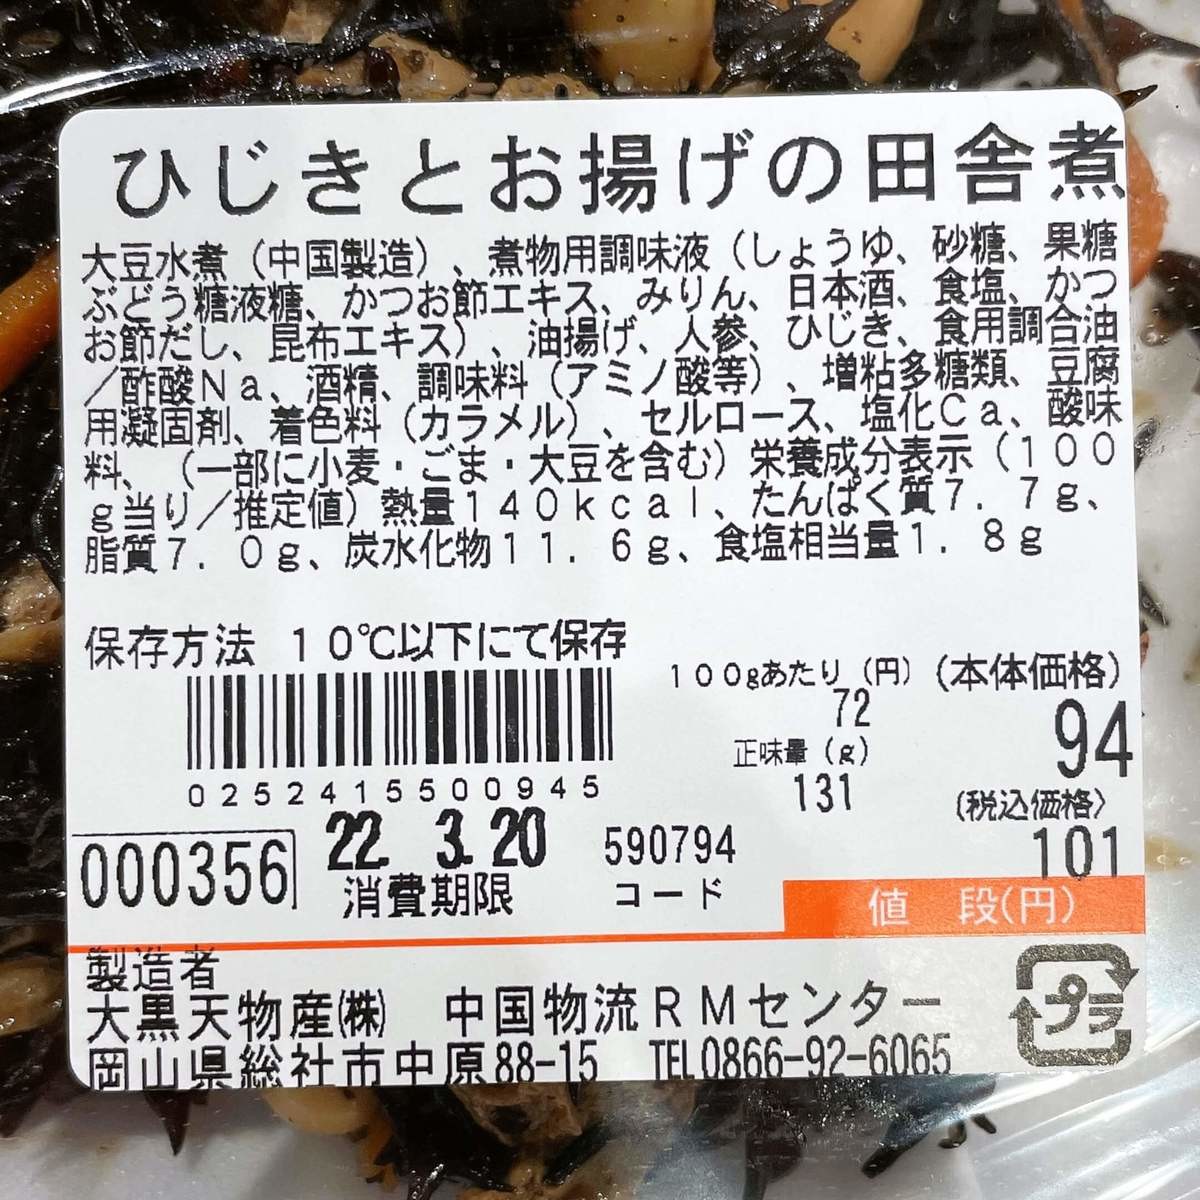 ひじきとお揚げの田舎煮
大豆水煮（中国製造）、煮物用調味液（しょうゆ、砂糖、果糖
ぶどう糖液糖、かつお節エキス、みりん、日本酒、食塩、かつ
お節だし、昆布エキス）、油揚げ、人参、ひじき、食用調合油
／酢酸Ｎａ、酒精、調味料（アミノ酸等）、増粘多糖類、豆腐
用凝固剤、着色料（カラメル）、セルロース、塩化Ｃａ、酸味
料、（一部に小麦・ごま・大豆を含む）栄養成分表示（１００
ｇ当り／推定値）熱量１４０ｋｃａｌ、たんぱく質７．７ｇ、
脂質７．０ｇ、炭水化物１１．６ｇ、食塩相当量１．８ｇ
保存方法 １０℃以下にて保存
100gあたり（円）
72
（本体価格）
94
正味量（g）
131
（税込価格）
101
0252415500945
000356
22. 3.20
消費期限
590794
コード
値 段(円)
製造者
大黒天物産㈱ 中国物流ＲＭセンター
岡山県総社市中原88-15 TEL0866-92-6065
プラ